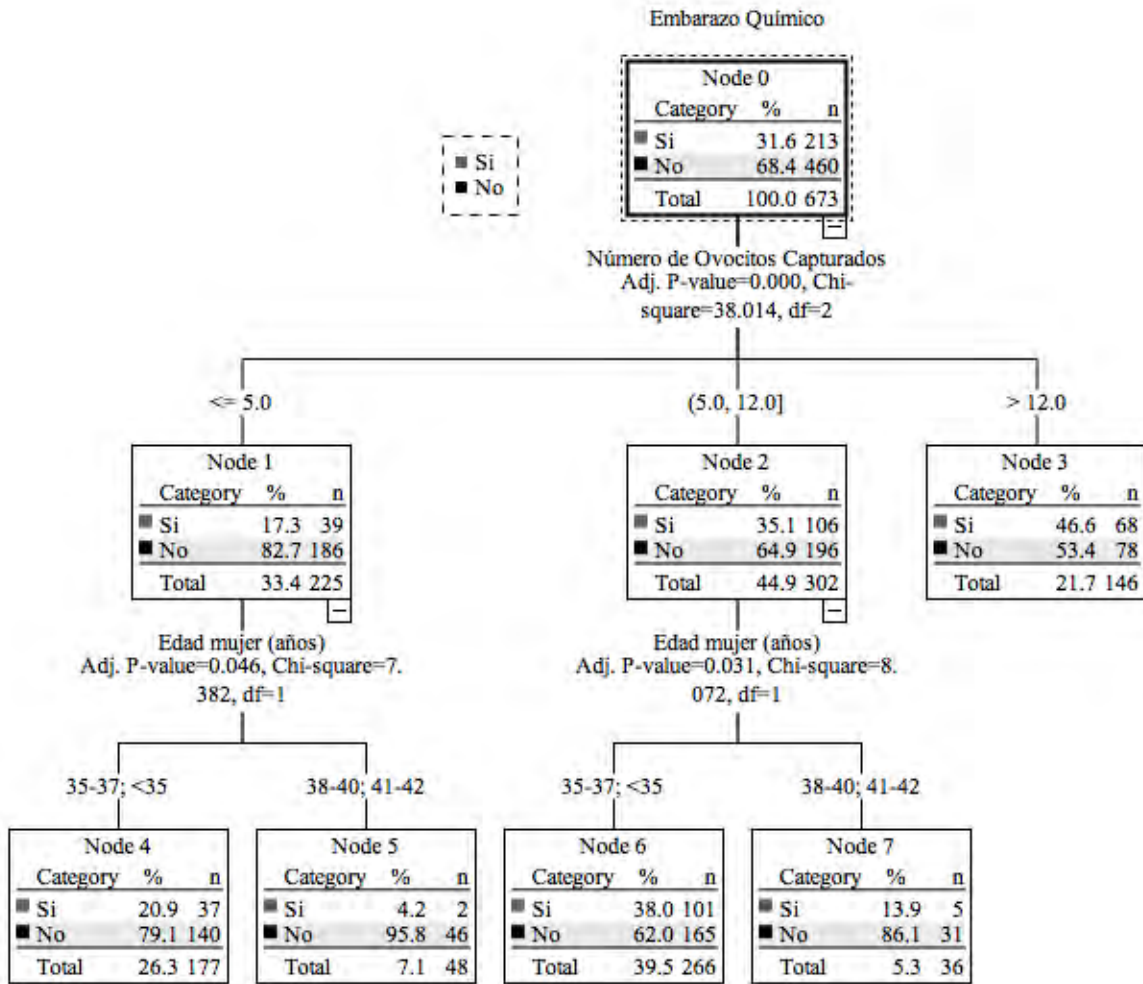 Embarazo Químico
Node 0
Category % n
Si 31.6 213
No 68.4 460
Total 100.0 673
Si
No
Número de Ovocitos Capturados
Adj. P-value=0.000, Chi-
square=38.014, df=2
<= 5.0
(5.0, 12.0]
> 12.0
Node 1
Category % n
Si 17.3 39
No 82.7 186
Total 33.4 225
Node 2
Category % n
Si 35.1 106
No 64.9 196
Total 44.9 302
Node 3
Category % n
Si 46.6 68
No 53.4 78
Total 21.7 146
Edad mujer (años)
Adj. P-value=0.046, Chi-square=7.
382, df=1
Edad mujer (años)
Adj. P-value=0.031, Chi-square=8.
072, df=1
35-37; <35
38-40; 41-42
35-37; <35
38-40; 41-42
Node 4
Category % n
Si 20.9 37
No 79.1 140
Total 26.3 177
Node 5
Category % n
Si 4.2 2
No 95.8 46
Total 7.1 48
Node 6
Category % n
Si 38.0 101
No 62.0 165
Total 39.5 266
Node 7
Category % n
Si 13.9 5
No 86.1 31
Total 5.3 36